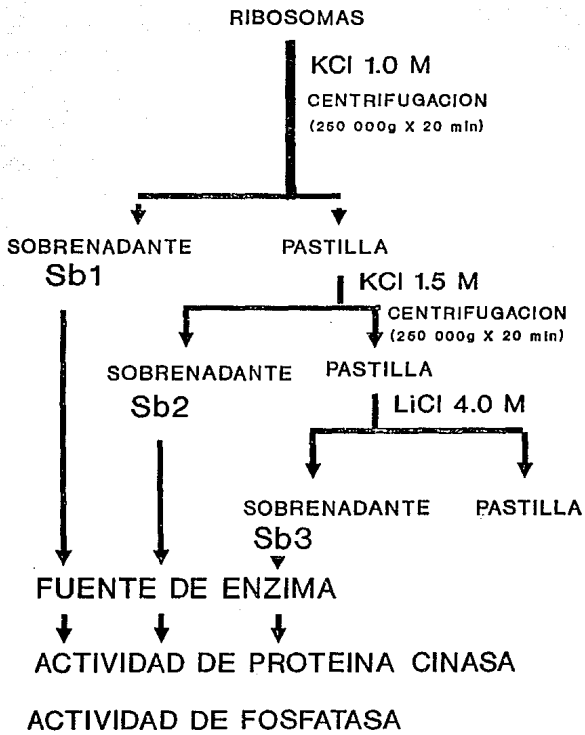 RIBOSOMAS
KCl 1.0 M
CENTRIFUGACION
(250 000g X 20 min)
SOBRENADANTE PASTILLA
Sb1
KCl 1.5 M
CENTRIFUGACION
(250 000g X 20 min)
SOBRENADANTE PASTILLA
Sb2
LiCl 4.0 M
SOBRENADANTE PASTILLA
Sb3
FUENTE DE ENZIMA
ACTIVIDAD DE PROTEINA CINASA
ACTIVIDAD DE FOSFATASA